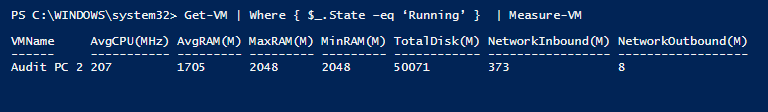 PS C:\WINDOWS\system32> Get-VM | Where { $_.State –eq ‘Running’ }  | Measure-VM
VMName     AvgCPU(MHz) AvgRAM(M) MaxRAM(M) MinRAM(M) TotalDisk(M) NetworkInbound(M) NetworkOutbound(M)
------     ----------- --------- --------- --------- ------------ ----------------- ------------------
Audit PC 2 207         1705      2048      2048      50071        373               8